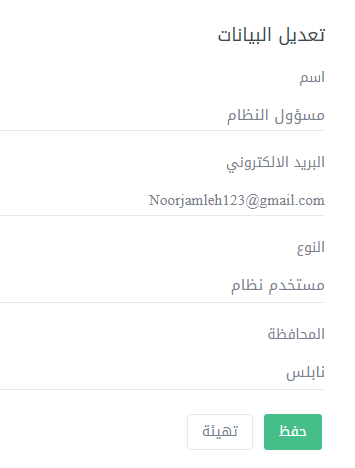 تعديل البيانات
اسم
مسؤول النظام
البريد الالكتروني
Noorjamleh123@gmail.com
النوع
مستخدم نظام
المحافظة
نابلس
حفظ تهيئة